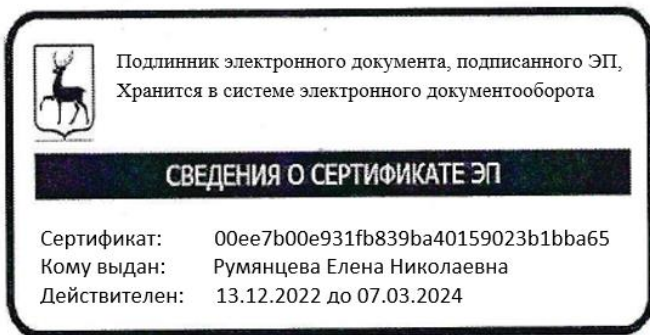 Подлинник электронного документа, подписанного ЭП,
Хранится в системе электронного документооборота
СВЕДЕНИЯ О СЕРТИФИКАТЕ ЭП
Сертификат: 00ee7b00e931fb839ba40159023b1bba65
Кому выдан: Румянцева Елена Николаевна
Действителен: 13.12.2022 до 07.03.2024